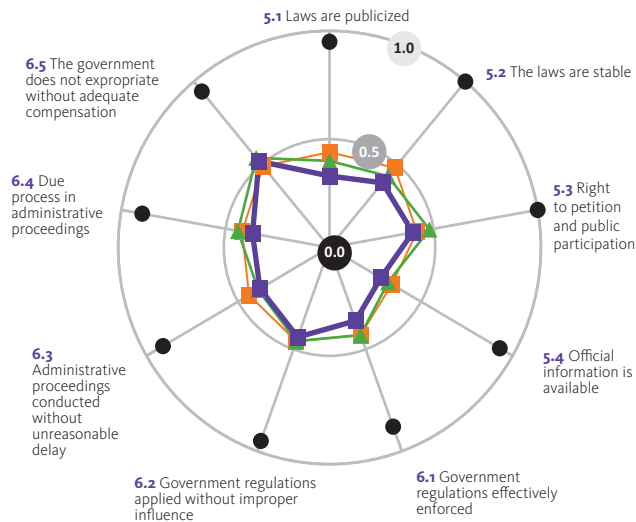 5.1 Laws are publicized
1.0
5.2 The laws are stable
6.5 The government
does not expropriate
without adequate
compensation
0.5
6.4 Due
process in
administrative
proceedings
5.3 Right
to petition
and public
participation
0.0
6.3
Administrative
proceedings
conducted
without
unreasonable
delay
5.4 Official
information is
available
6.2 Government regulations
applied without improper
influence
6.1 Government
regulations effectively
enforced